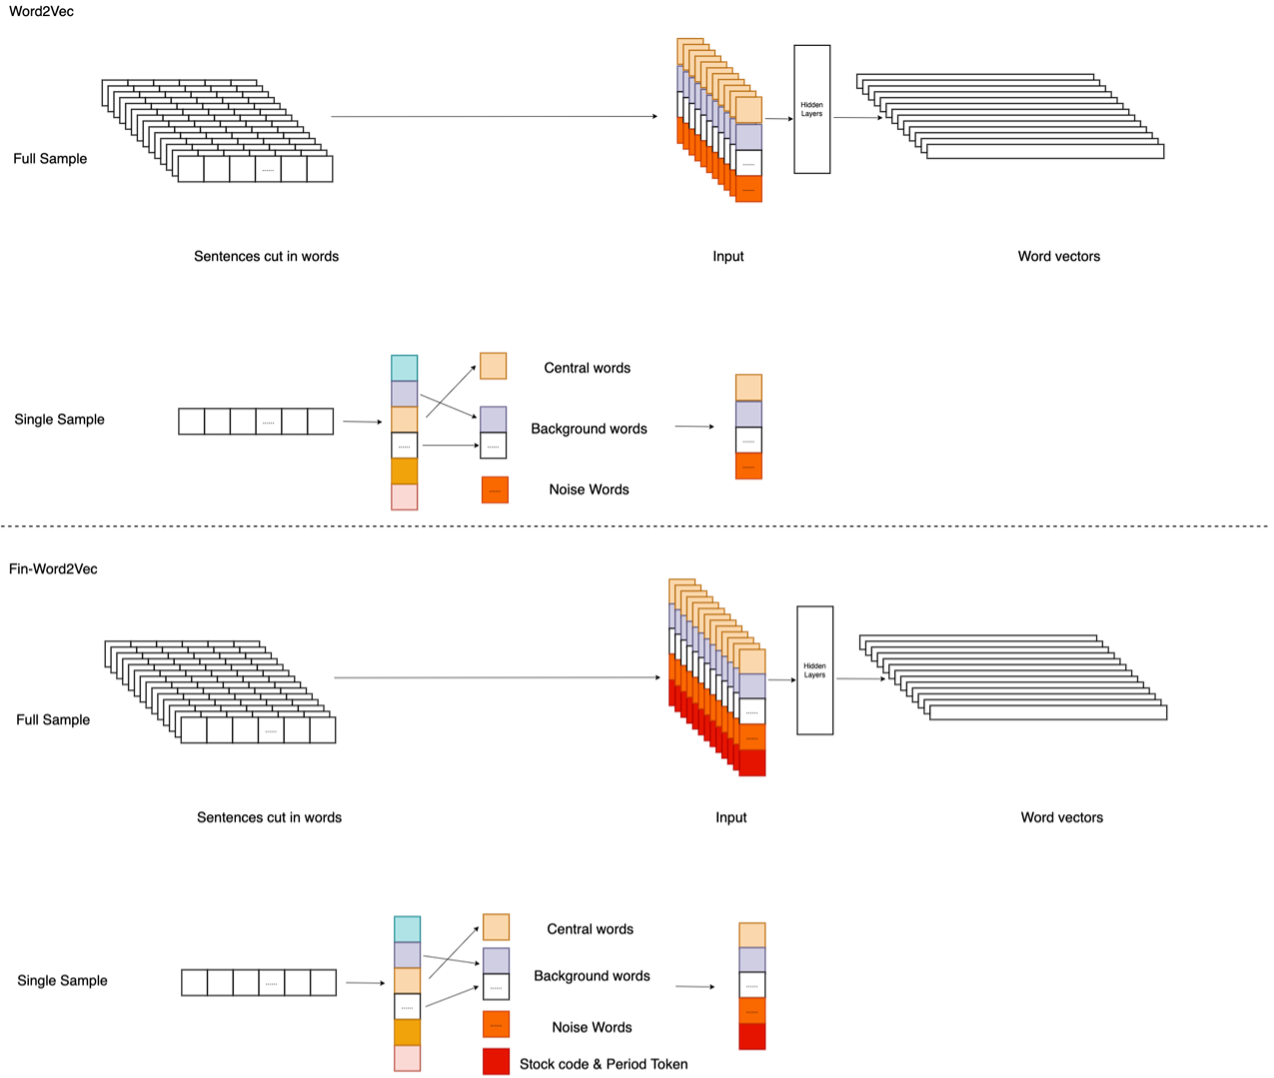 Word2Vec
Hidden
Layers
Full Sample
......
......
......
Sentences cut in words
Input
Word vectors
Central words
Single Sample
......
......
......
Background words
......
......
......
Noise Words
Fin-Word2Vec
Hidden
Layers
Full Sample
......
......
......
Sentences cut in words
Input
Word vectors
Central words
Single Sample
......
......
......
Background words
......
......
......
Noise Words
Stock code & Period Token